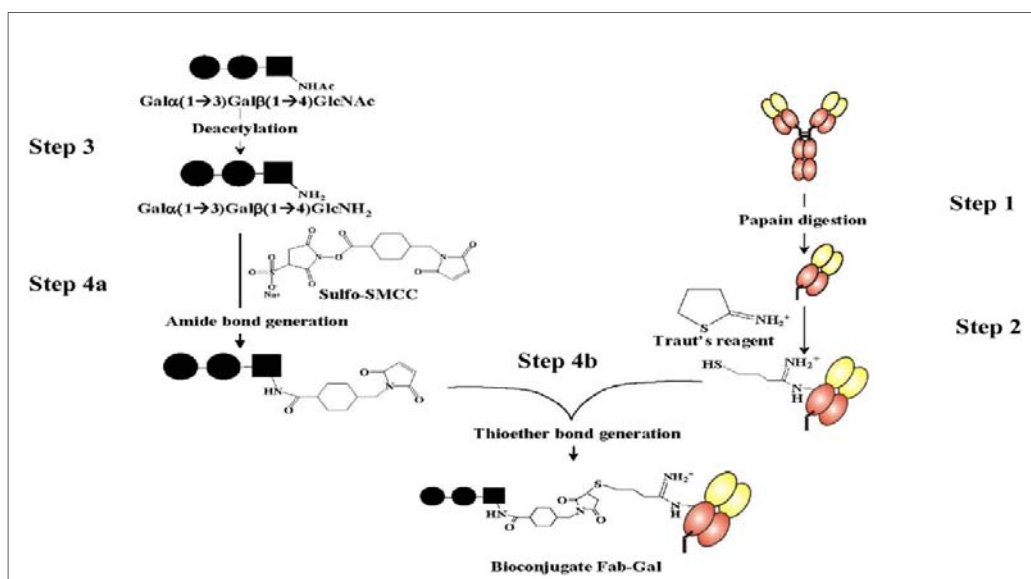 NHAc
Galα(1→3)Galβ(1→4)GlcNAc
Deacetylation
Step 3
NH₂
Galα(1→3)Galβ(1→4)GlcNH₂
O
O
O
O
N-O
O
N
O
O
S
O
O-
Na+
Sulfo-SMCC
Step 4a
Amide bond generation
HN
O
O
N
O
Step 1
Papain digestion
S
NH₂⁺
Traut's reagent
Step 2
HS
NH₂⁺
N
H
Step 4b
Thioether bond generation
HN
O
O
N
O
S
NH₂⁺
N
H
Bioconjugate Fab-Gal